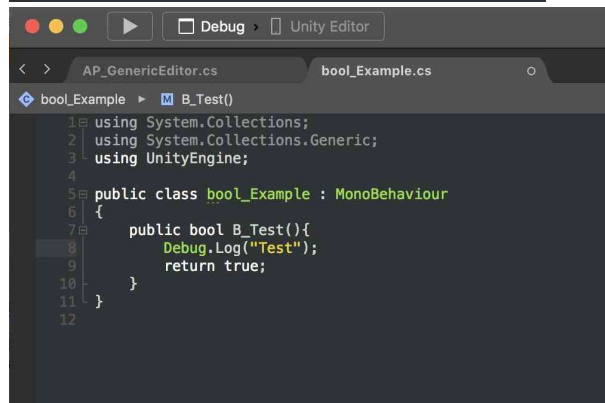 Debug › Unity Editor
AP_GenericEditor.cs bool_Example.cs
bool_Example ► M B_Test()
1 using System.Collections;
2 using System.Collections.Generic;
3 using UnityEngine;
4
5 public class bool_Example : MonoBehaviour
6 {
7 public bool B_Test(){
8 Debug.Log("Test");
9 return true;
10 }
11 }
12